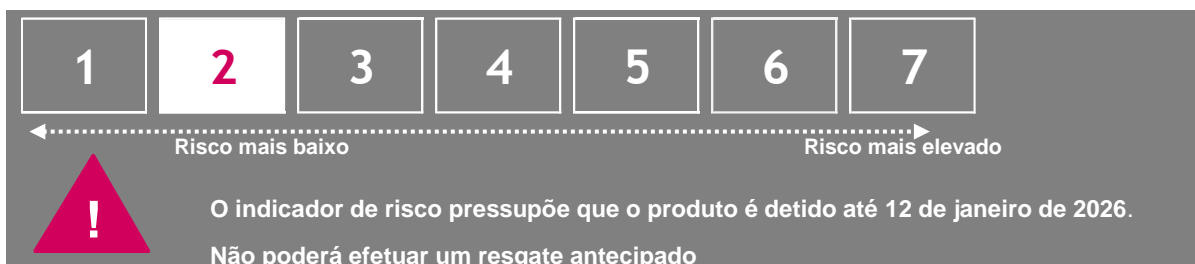 1 2 3 4 5 6 7
Risco mais baixo Risco mais elevado
!
O indicador de risco pressupõe que o produto é detido até 12 de janeiro de 2026.
Não poderá efetuar um resgate antecipado